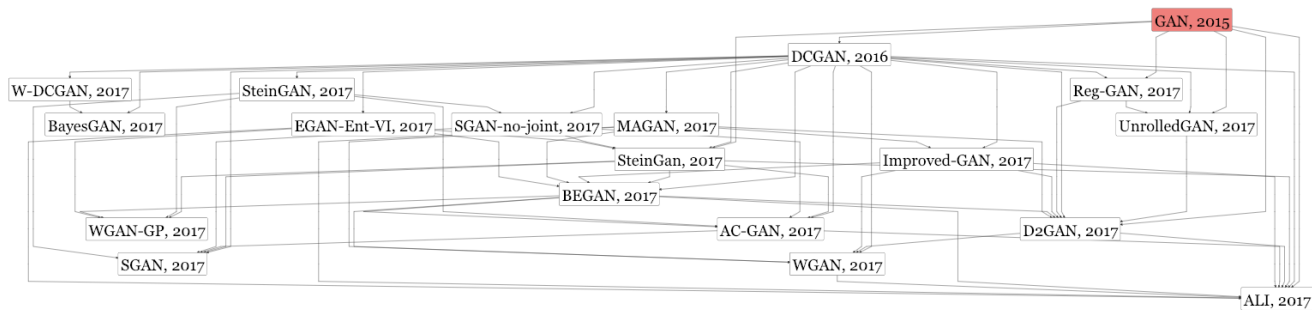 GAN, 2015
DCGAN, 2016
W-DCGAN, 2017
SteinGAN, 2017
Reg-GAN, 2017
BayesGAN, 2017
EGAN-Ent-VI, 2017
SGAN-no-joint, 2017
MAGAN, 2017
UnrolledGAN, 2017
SteinGan, 2017
Improved-GAN, 2017
BEGAN, 2017
WGAN-GP, 2017
AC-GAN, 2017
D2GAN, 2017
SGAN, 2017
WGAN, 2017
ALI, 2017